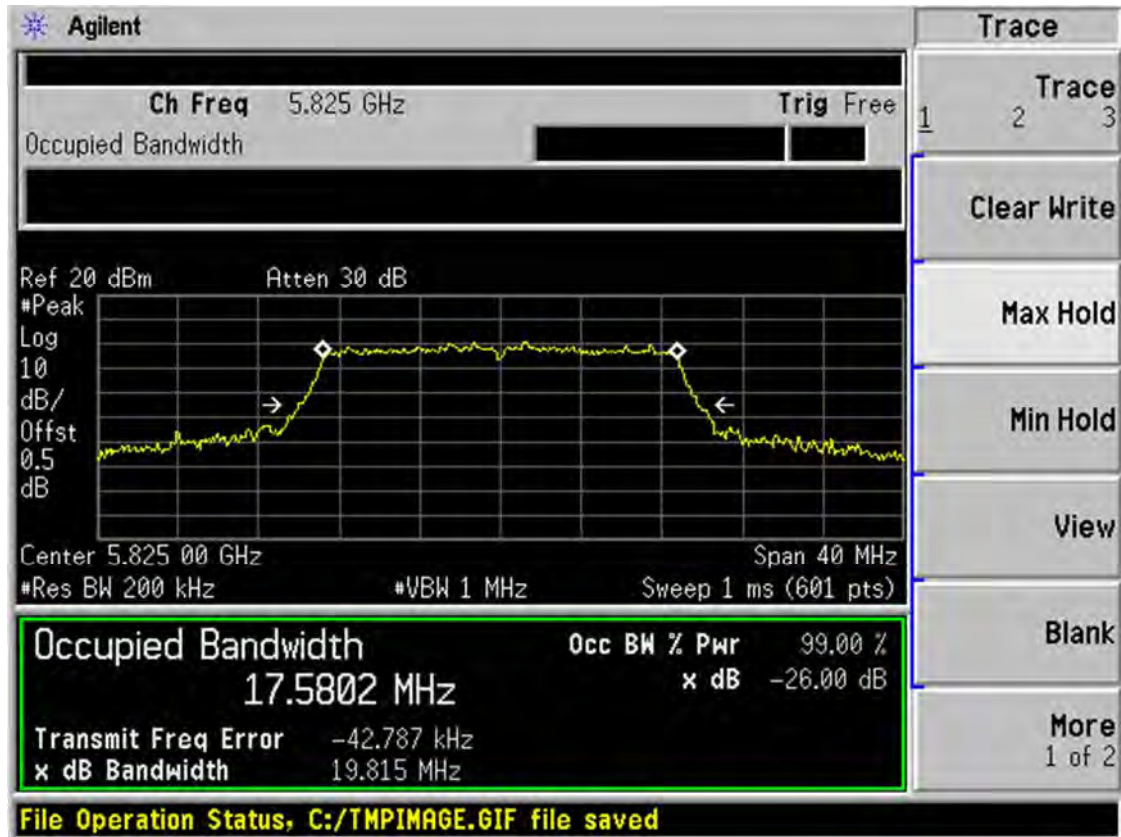 Agilent
Trace
Ch Freq 5.825 GHz Trig Free
Occupied Bandwidth
Trace
1 2 3
Clear Write
Max Hold
Min Hold
View
Blank
More
1 of 2
Ref 20 dBm Atten 30 dB
#Peak
Log
10
dB/
Offst
0.5
dB
Center 5.825 00 GHz Span 40 MHz
#Res BW 200 kHz #VBW 1 MHz Sweep 1 ms (601 pts)
Occupied Bandwidth Occ BW % Pwr 99.00 %
17.5802 MHz x dB -26.00 dB
Transmit Freq Error -42.787 kHz
x dB Bandwidth 19.815 MHz
File Operation Status, C:/TMPIMAGE.GIF file saved